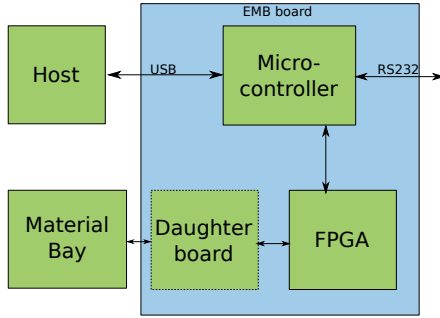 EMB board
Host
USB
Micro-
controller
RS232
Material
Bay
Daughter
board
FPGA